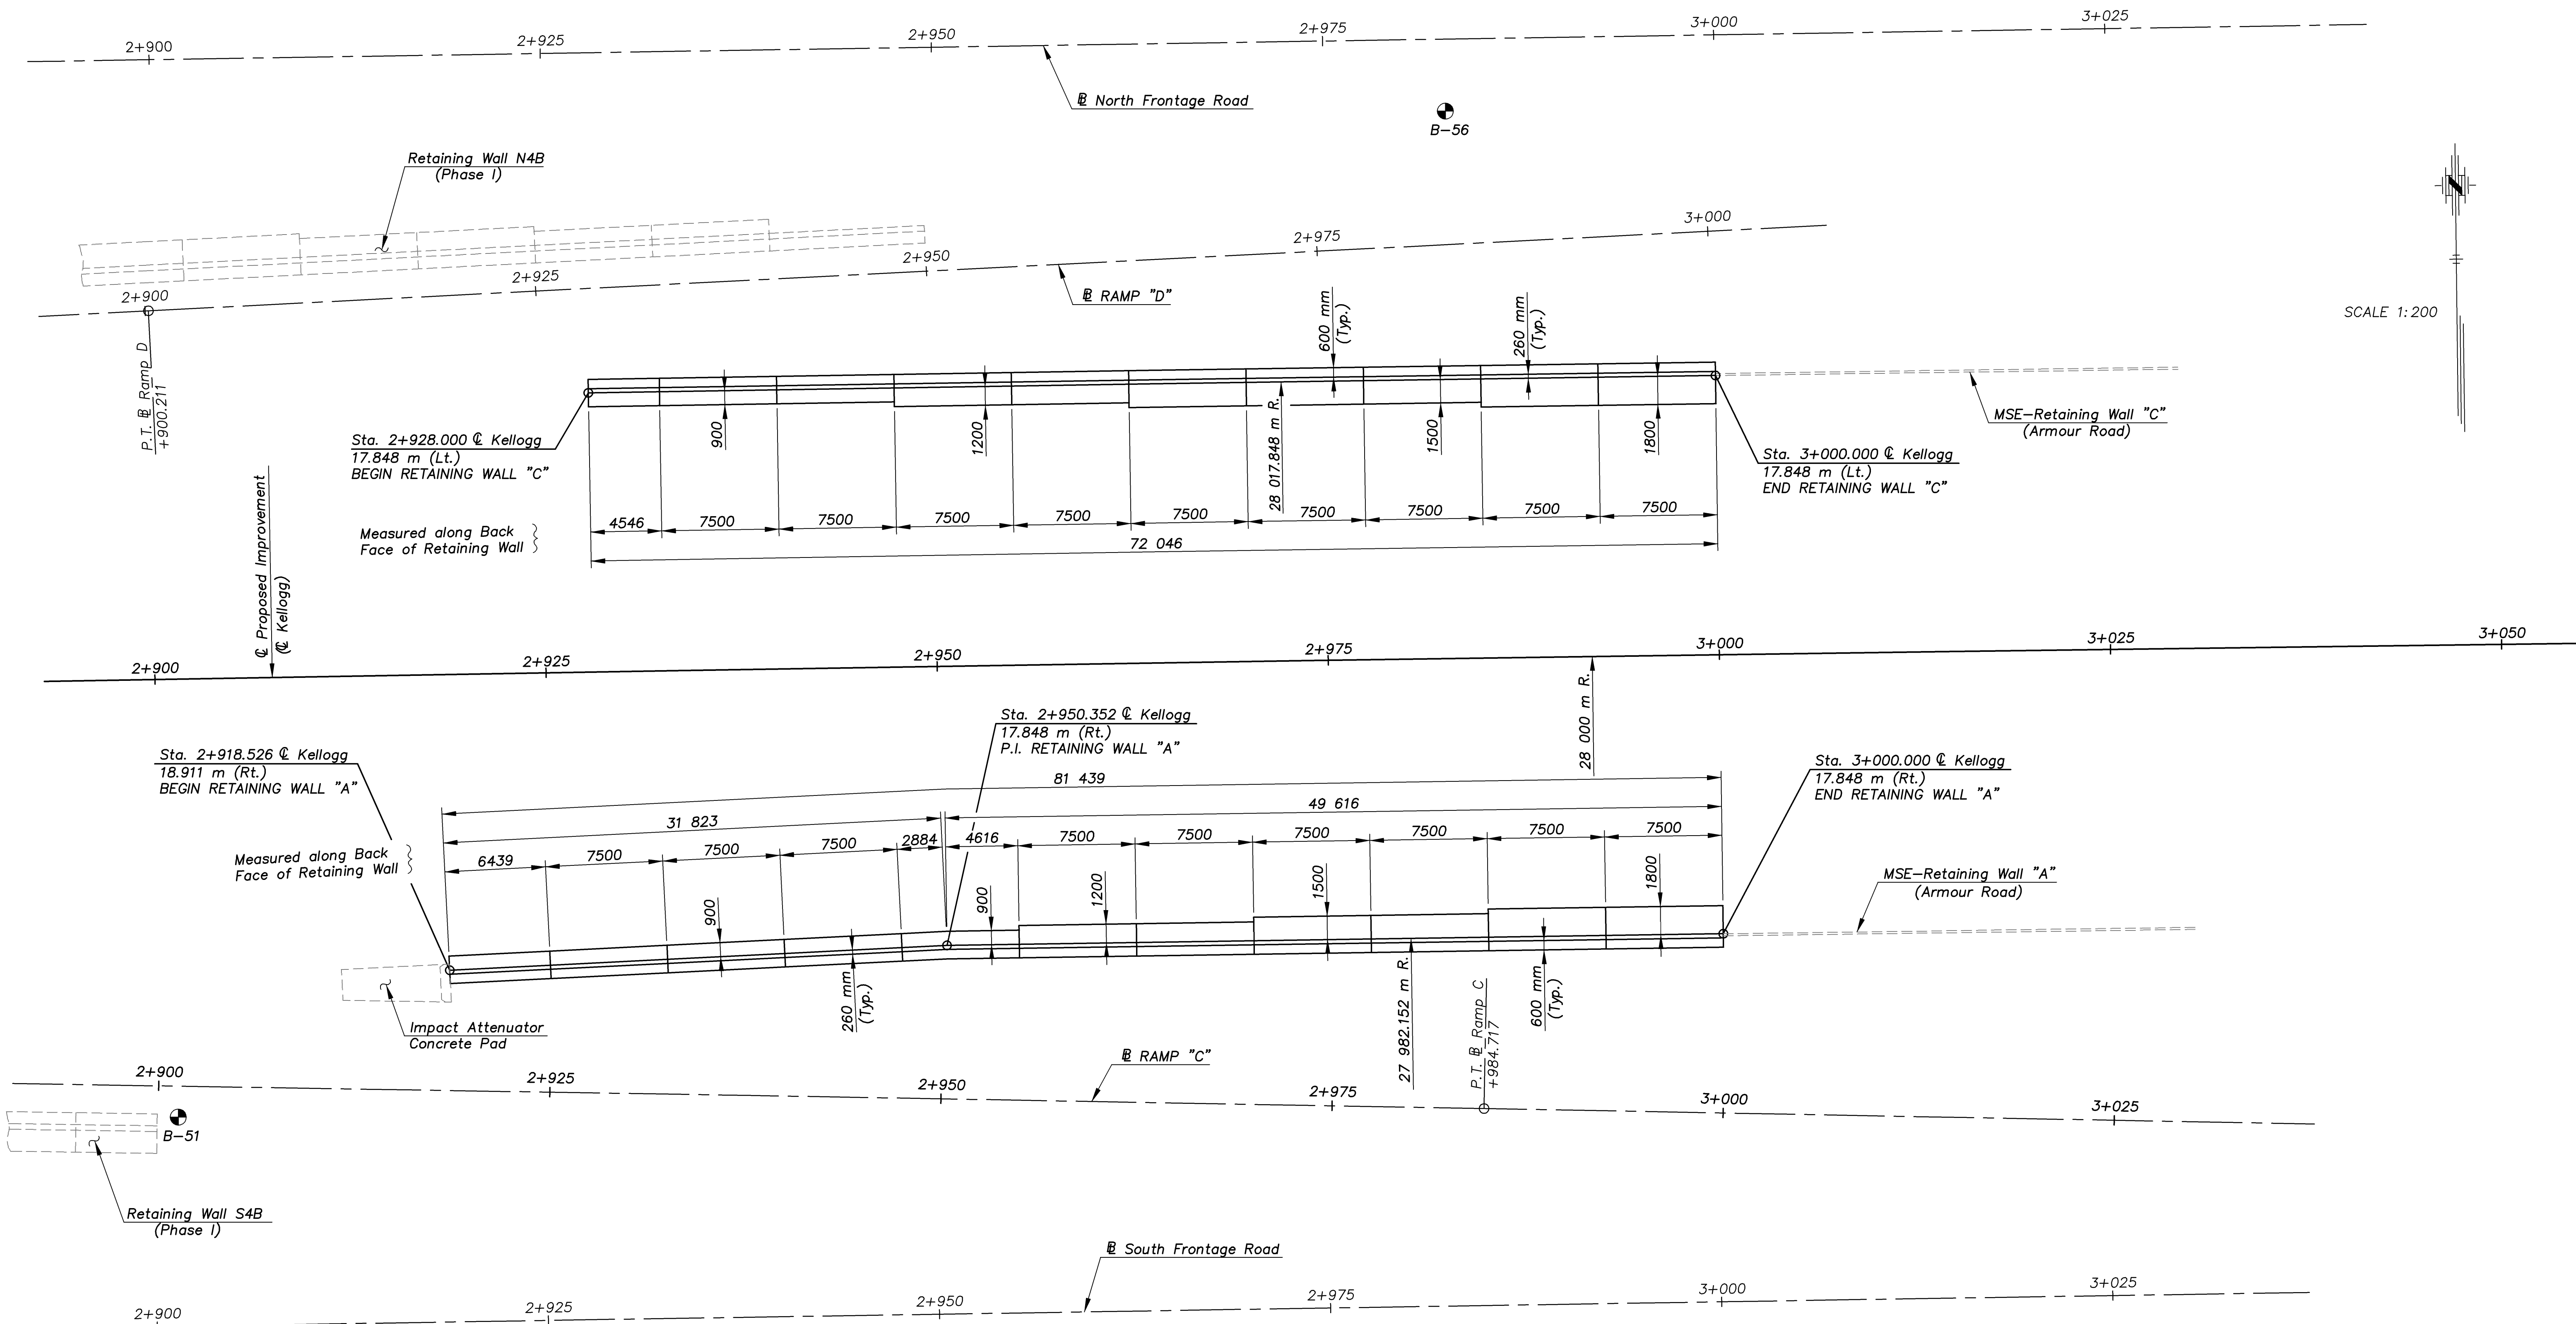 2+900
2+925
2+950
2+975
3+000
3+025
℄ North Frontage Road
B-56
Retaining Wall N4B
(Phase I)
N
SCALE 1:200
2+900
2+925
2+950
2+975
3+000
RAMP "D"
P.T. Ramp D
+900.211
600 mm
(Typ.)
260 mm
(Typ.)
900
1200
28 017.848 m R.
1500
1800
MSE-Retaining Wall "C"
(Armour Road)
Sta. 2+928.000 ℄ Kellogg
17.848 m (Lt.)
BEGIN RETAINING WALL "C"
Sta. 3+000.000 ℄ Kellogg
17.848 m (Lt.)
END RETAINING WALL "C"
4546
7500
7500
7500
7500
7500
7500
7500
7500
7500
72 046
Measured along Back
Face of Retaining Wall
℄ Proposed Improvement
(℄ Kellogg)
2+900
2+925
2+950
2+975
3+000
3+025
3+050
28 000 m R.
Sta. 2+950.352 ℄ Kellogg
17.848 m (Rt.)
P.I. RETAINING WALL "A"
Sta. 2+918.526 ℄ Kellogg
18.911 m (Rt.)
BEGIN RETAINING WALL "A"
Sta. 3+000.000 ℄ Kellogg
17.848 m (Rt.)
END RETAINING WALL "A"
81 439
49 616
31 823
6439
7500
7500
7500
2884
4616
7500
7500
7500
7500
7500
7500
Measured along Back
Face of Retaining Wall
900
900
1200
1500
1800
MSE-Retaining Wall "A"
(Armour Road)
260 mm
(Typ.)
27 982.152 m R.
P.T. Ramp C
+984.717
600 mm
(Typ.)
Impact Attenuator
Concrete Pad
RAMP "C"
2+900
2+925
2+950
2+975
3+000
3+025
B-51
Retaining Wall S4B
(Phase I)
South Frontage Road
2+900
2+925
2+950
2+975
3+000
3+025